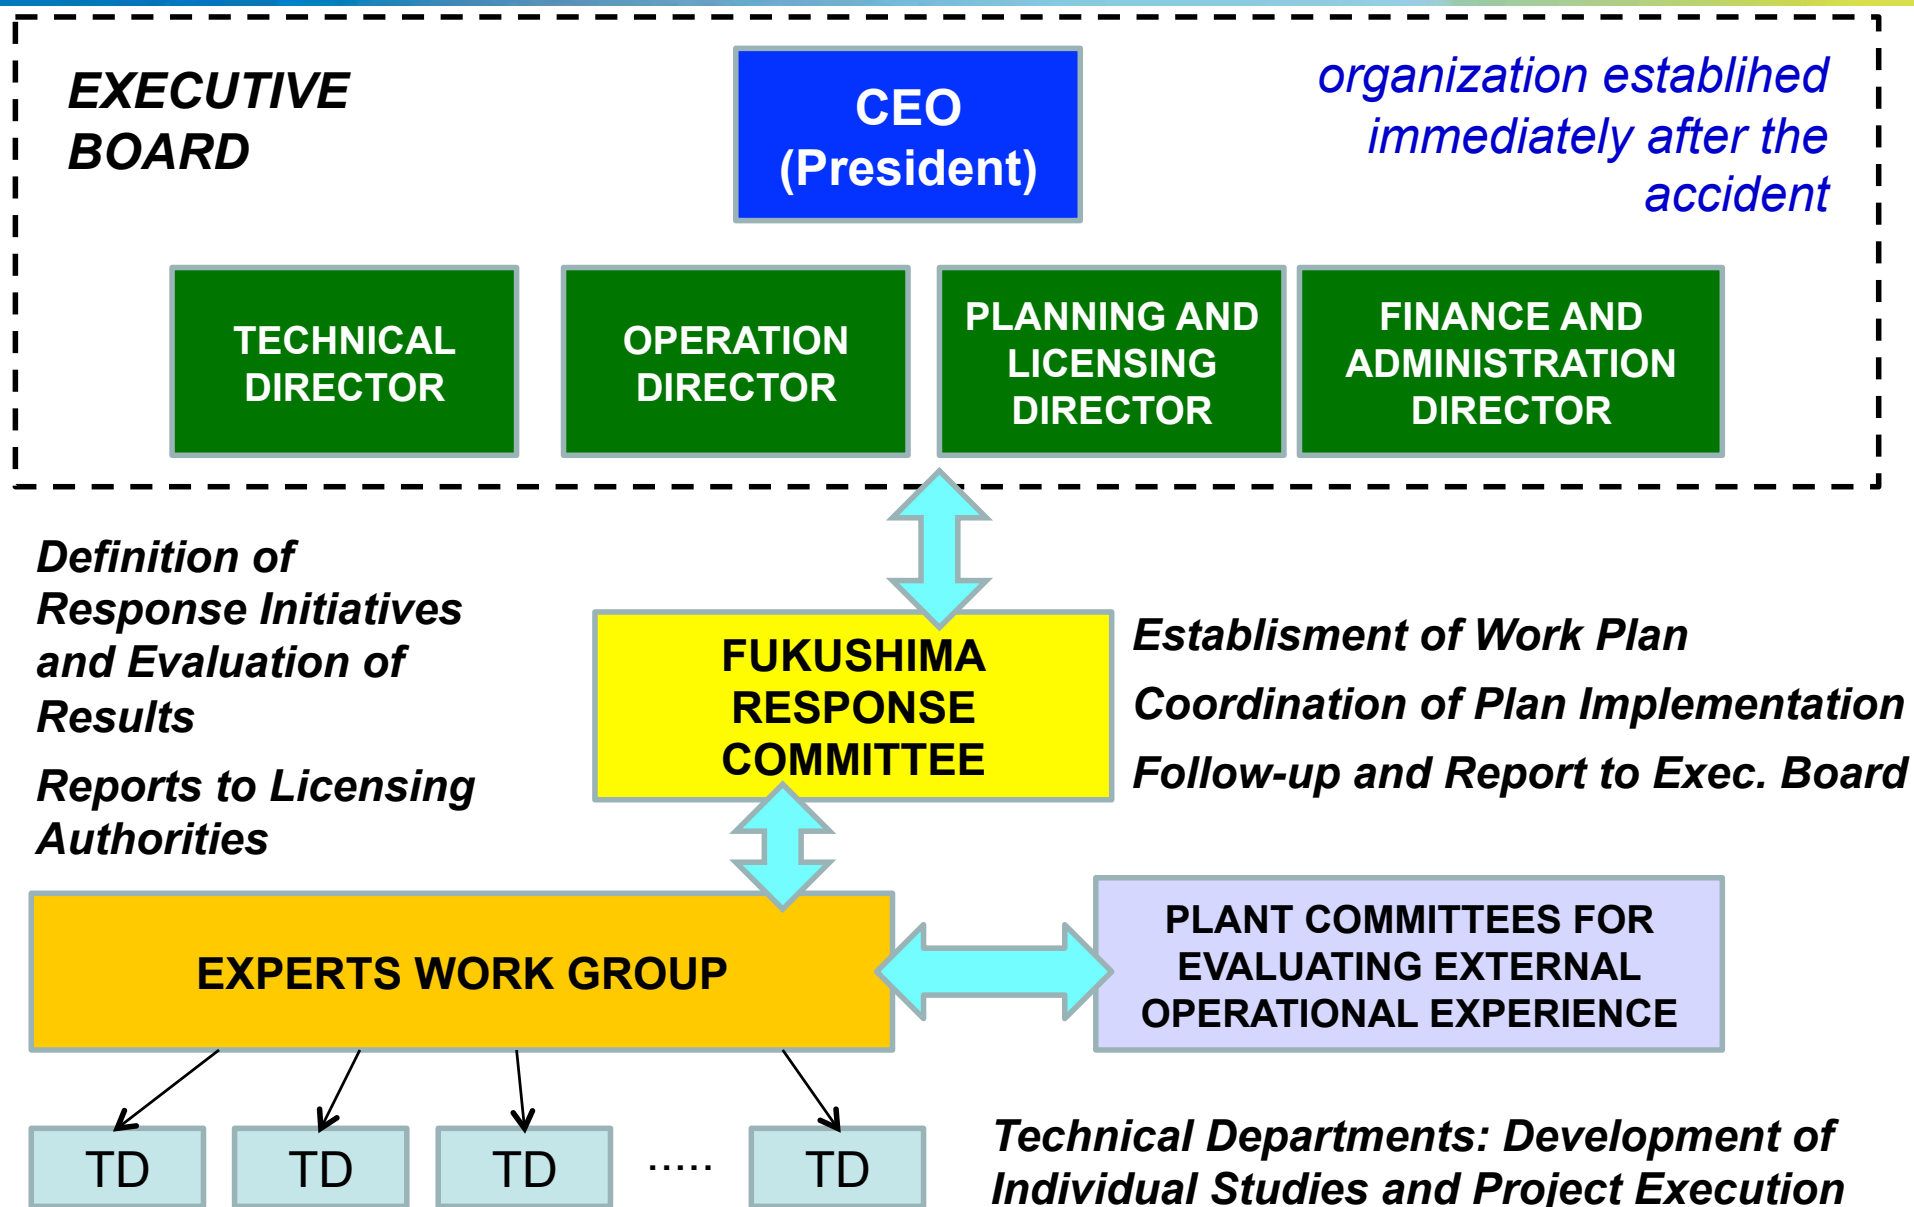 EXECUTIVE
BOARD
CEO
(President)
organization establihed
immediately after the
accident
TECHNICAL
DIRECTOR
OPERATION
DIRECTOR
PLANNING AND
LICENSING
DIRECTOR
FINANCE AND
ADMINISTRATION
DIRECTOR
Definition of
Response Initiatives
and Evaluation of
Results
Reports to Licensing
Authorities
FUKUSHIMA
RESPONSE
COMMITTEE
Establisment of Work Plan
Coordination of Plan Implementation
Follow-up and Report to Exec. Board
EXPERTS WORK GROUP
PLANT COMMITTEES FOR
EVALUATING EXTERNAL
OPERATIONAL EXPERIENCE
TD
TD
TD
.....
TD
Technical Departments: Development of
Individual Studies and Project Execution